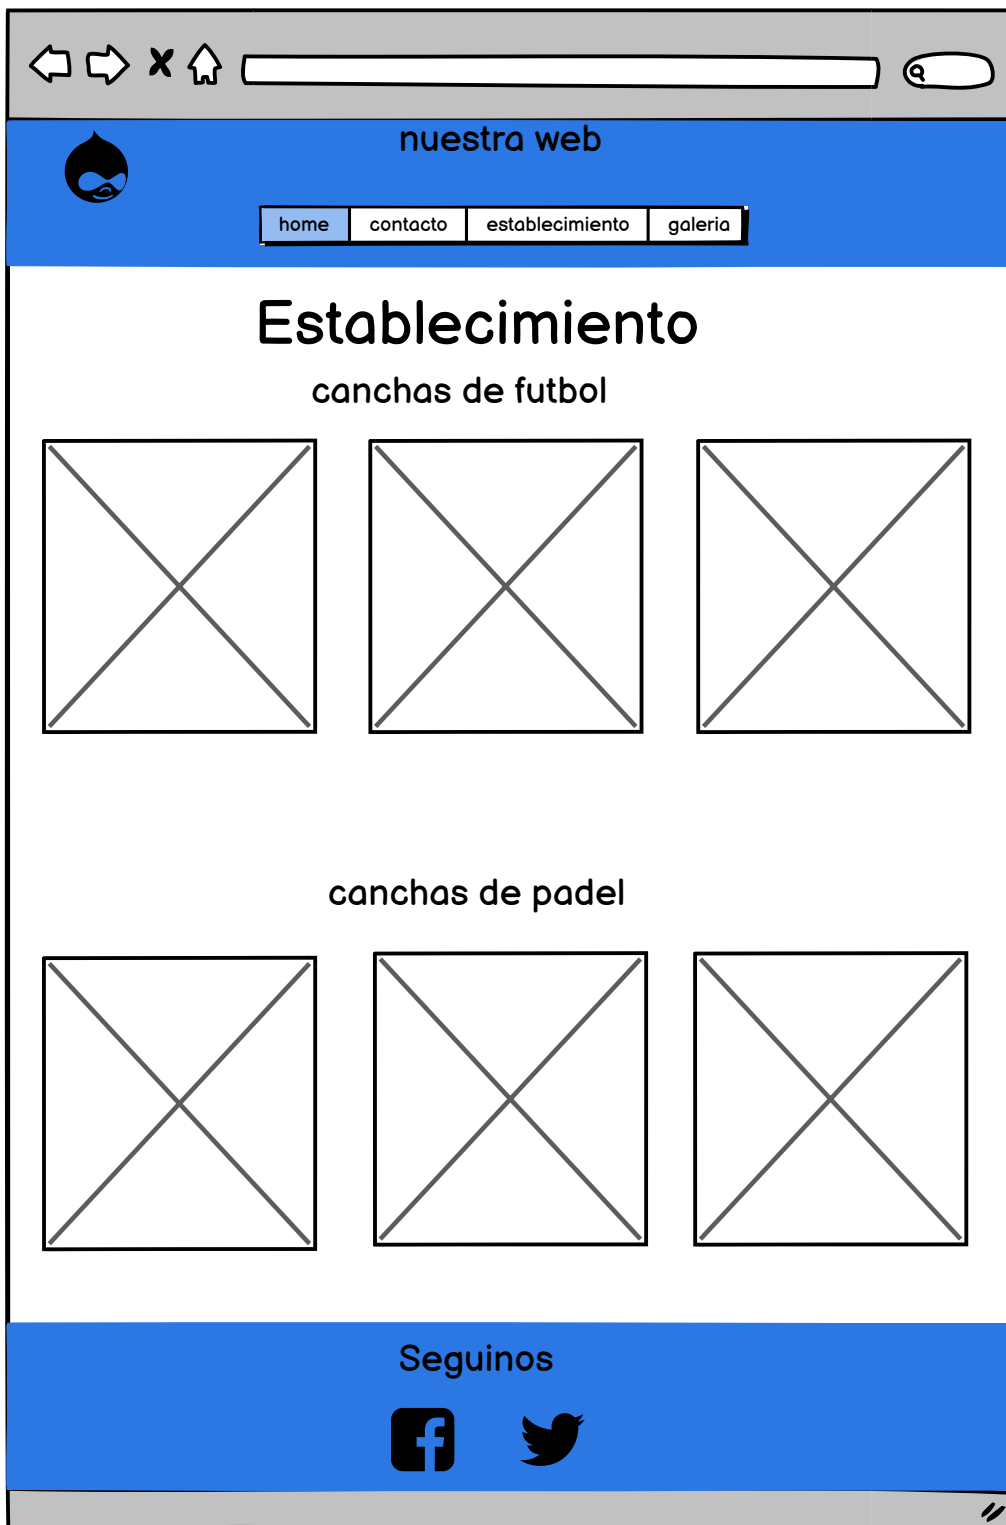 nuestra web
home contacto establecimiento galeria
Establecimiento
canchas de futbol
canchas de padel
Seguinos